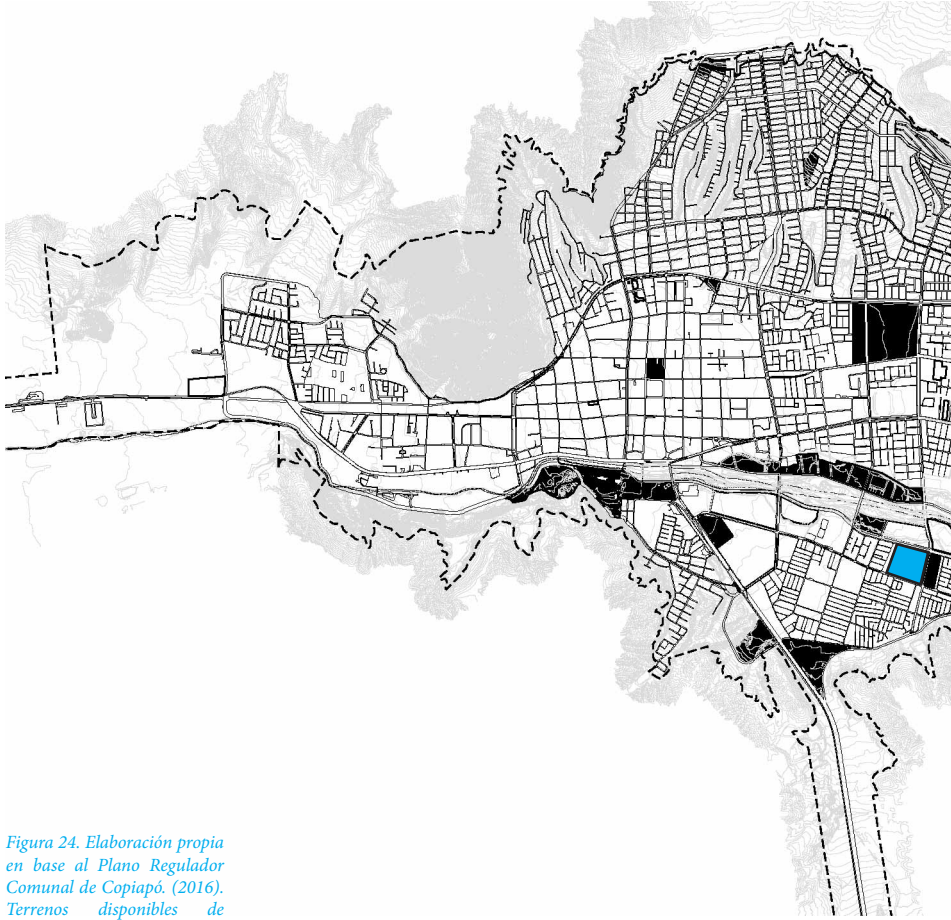 Figura 24. Elaboración propia
en base al Plano Regulador
Comunal de Copiapó. (2016).
Terrenos disponibles de